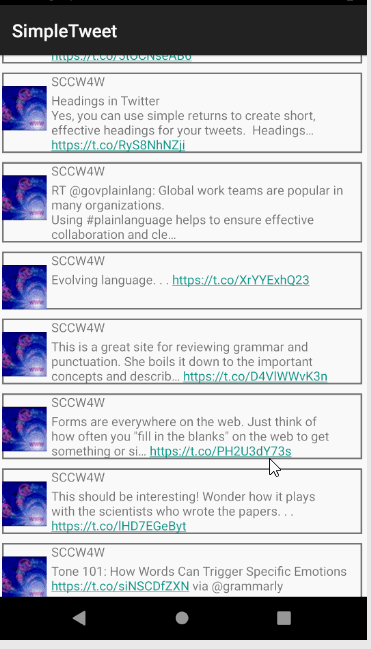 SimpleTweet
https://t.co/5tOCNseAB6
SCCW4W
Headings in Twitter
Yes, you can use simple returns to create short,
effective headings for your tweets. Headings…
https://t.co/RyS8NhNZji
SCCW4W
RT @govplainlang: Global work teams are popular in
many organizations.
Using #plainlanguage helps to ensure effective
collaboration and cle…
SCCW4W
Evolving language. . . https://t.co/XrYYExhQ23
SCCW4W
This is a great site for reviewing grammar and
punctuation. She boils it down to the important
concepts and describ… https://t.co/D4VlWWvK3n
SCCW4W
Forms are everywhere on the web. Just think of
how often you "fill in the blanks" on the web to get
something or si… https://t.co/PH2U3dY73s
SCCW4W
This should be interesting! Wonder how it plays
with the scientists who wrote the papers. . .
https://t.co/lHD7EGeByt
SCCW4W
Tone 101: How Words Can Trigger Specific Emotions
https://t.co/siNSCDfZXN via @grammarly